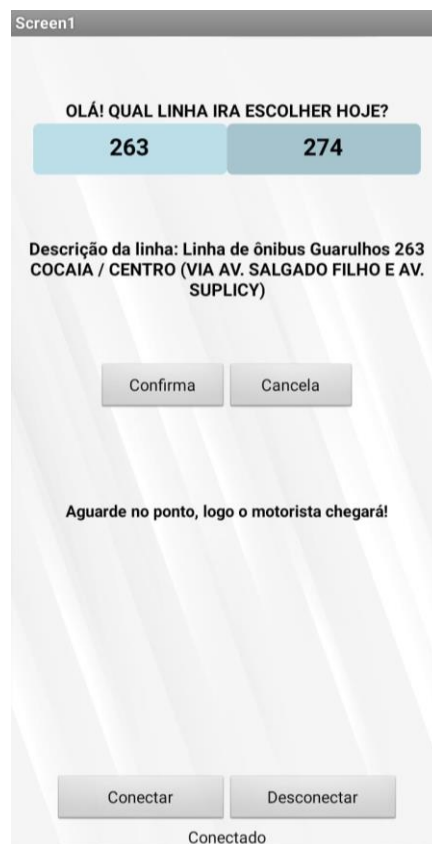 Screen1
OLÁ! QUAL LINHA IRA ESCOLHER HOJE?
263 274
Descrição da linha: Linha de ônibus Guarulhos 263
COCAIA / CENTRO (VIA AV. SALGADO FILHO E AV.
SUPLICY)
Confirma Cancela
Aguarde no ponto, logo o motorista chegará!
Conectar Desconectar
Conectado